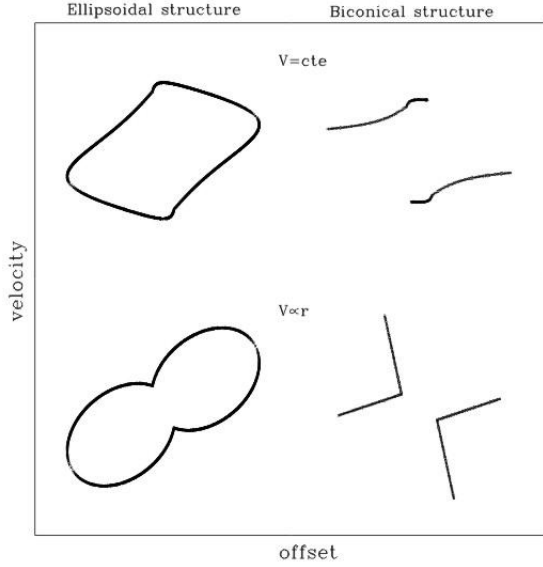 Ellipsoidal structure
Biconical structure
V=cte
V∝r
velocity
offset